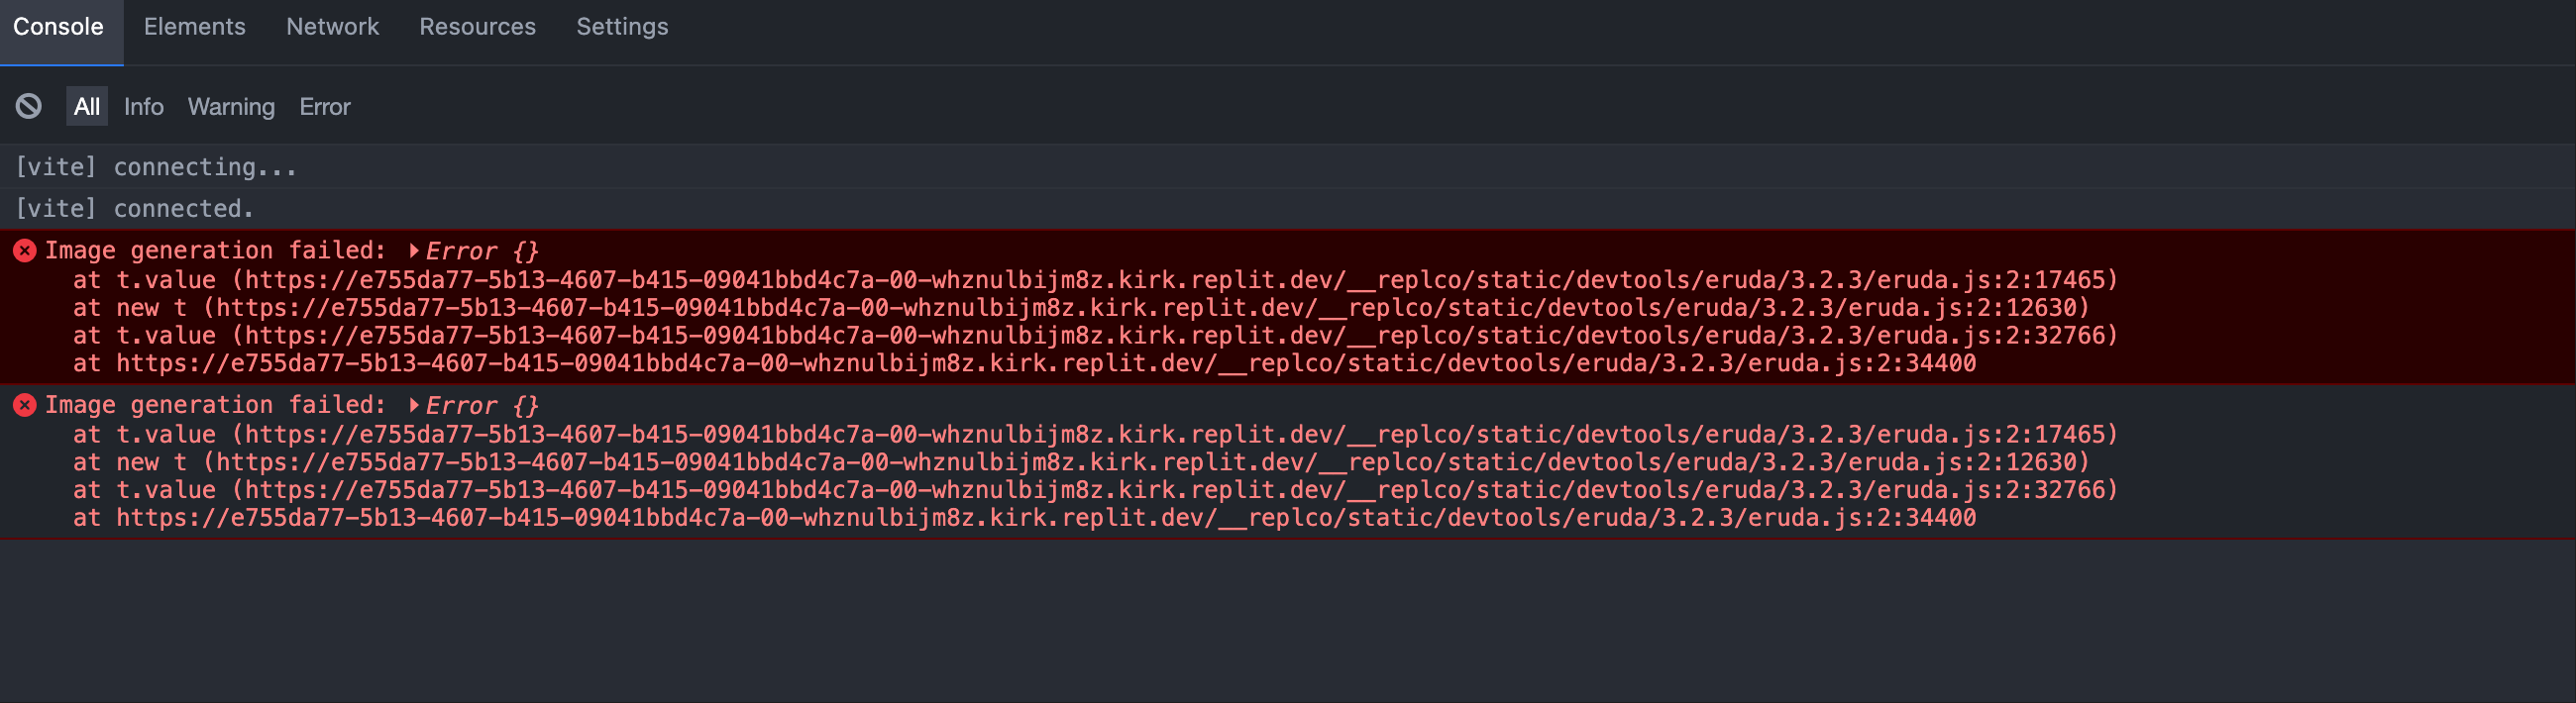 Console Elements Network Resources Settings
All Info Warning Error
[vite] connecting...
[vite] connected.
Image generation failed: Error {}
at t.value (https://e755da77-5b13-4607-b415-09041bbd4c7a-00-whznulbijm8z.kirk.replit.dev/__replco/static/devtools/eruda/3.2.3/eruda.js:2:17465)
at new t (https://e755da77-5b13-4607-b415-09041bbd4c7a-00-whznulbijm8z.kirk.replit.dev/__replco/static/devtools/eruda/3.2.3/eruda.js:2:12630)
at t.value (https://e755da77-5b13-4607-b415-09041bbd4c7a-00-whznulbijm8z.kirk.replit.dev/__replco/static/devtools/eruda/3.2.3/eruda.js:2:32766)
at https://e755da77-5b13-4607-b415-09041bbd4c7a-00-whznulbijm8z.kirk.replit.dev/__replco/static/devtools/eruda/3.2.3/eruda.js:2:34400
Image generation failed: Error {}
at t.value (https://e755da77-5b13-4607-b415-09041bbd4c7a-00-whznulbijm8z.kirk.replit.dev/__replco/static/devtools/eruda/3.2.3/eruda.js:2:17465)
at new t (https://e755da77-5b13-4607-b415-09041bbd4c7a-00-whznulbijm8z.kirk.replit.dev/__replco/static/devtools/eruda/3.2.3/eruda.js:2:12630)
at t.value (https://e755da77-5b13-4607-b415-09041bbd4c7a-00-whznulbijm8z.kirk.replit.dev/__replco/static/devtools/eruda/3.2.3/eruda.js:2:32766)
at https://e755da77-5b13-4607-b415-09041bbd4c7a-00-whznulbijm8z.kirk.replit.dev/__replco/static/devtools/eruda/3.2.3/eruda.js:2:34400